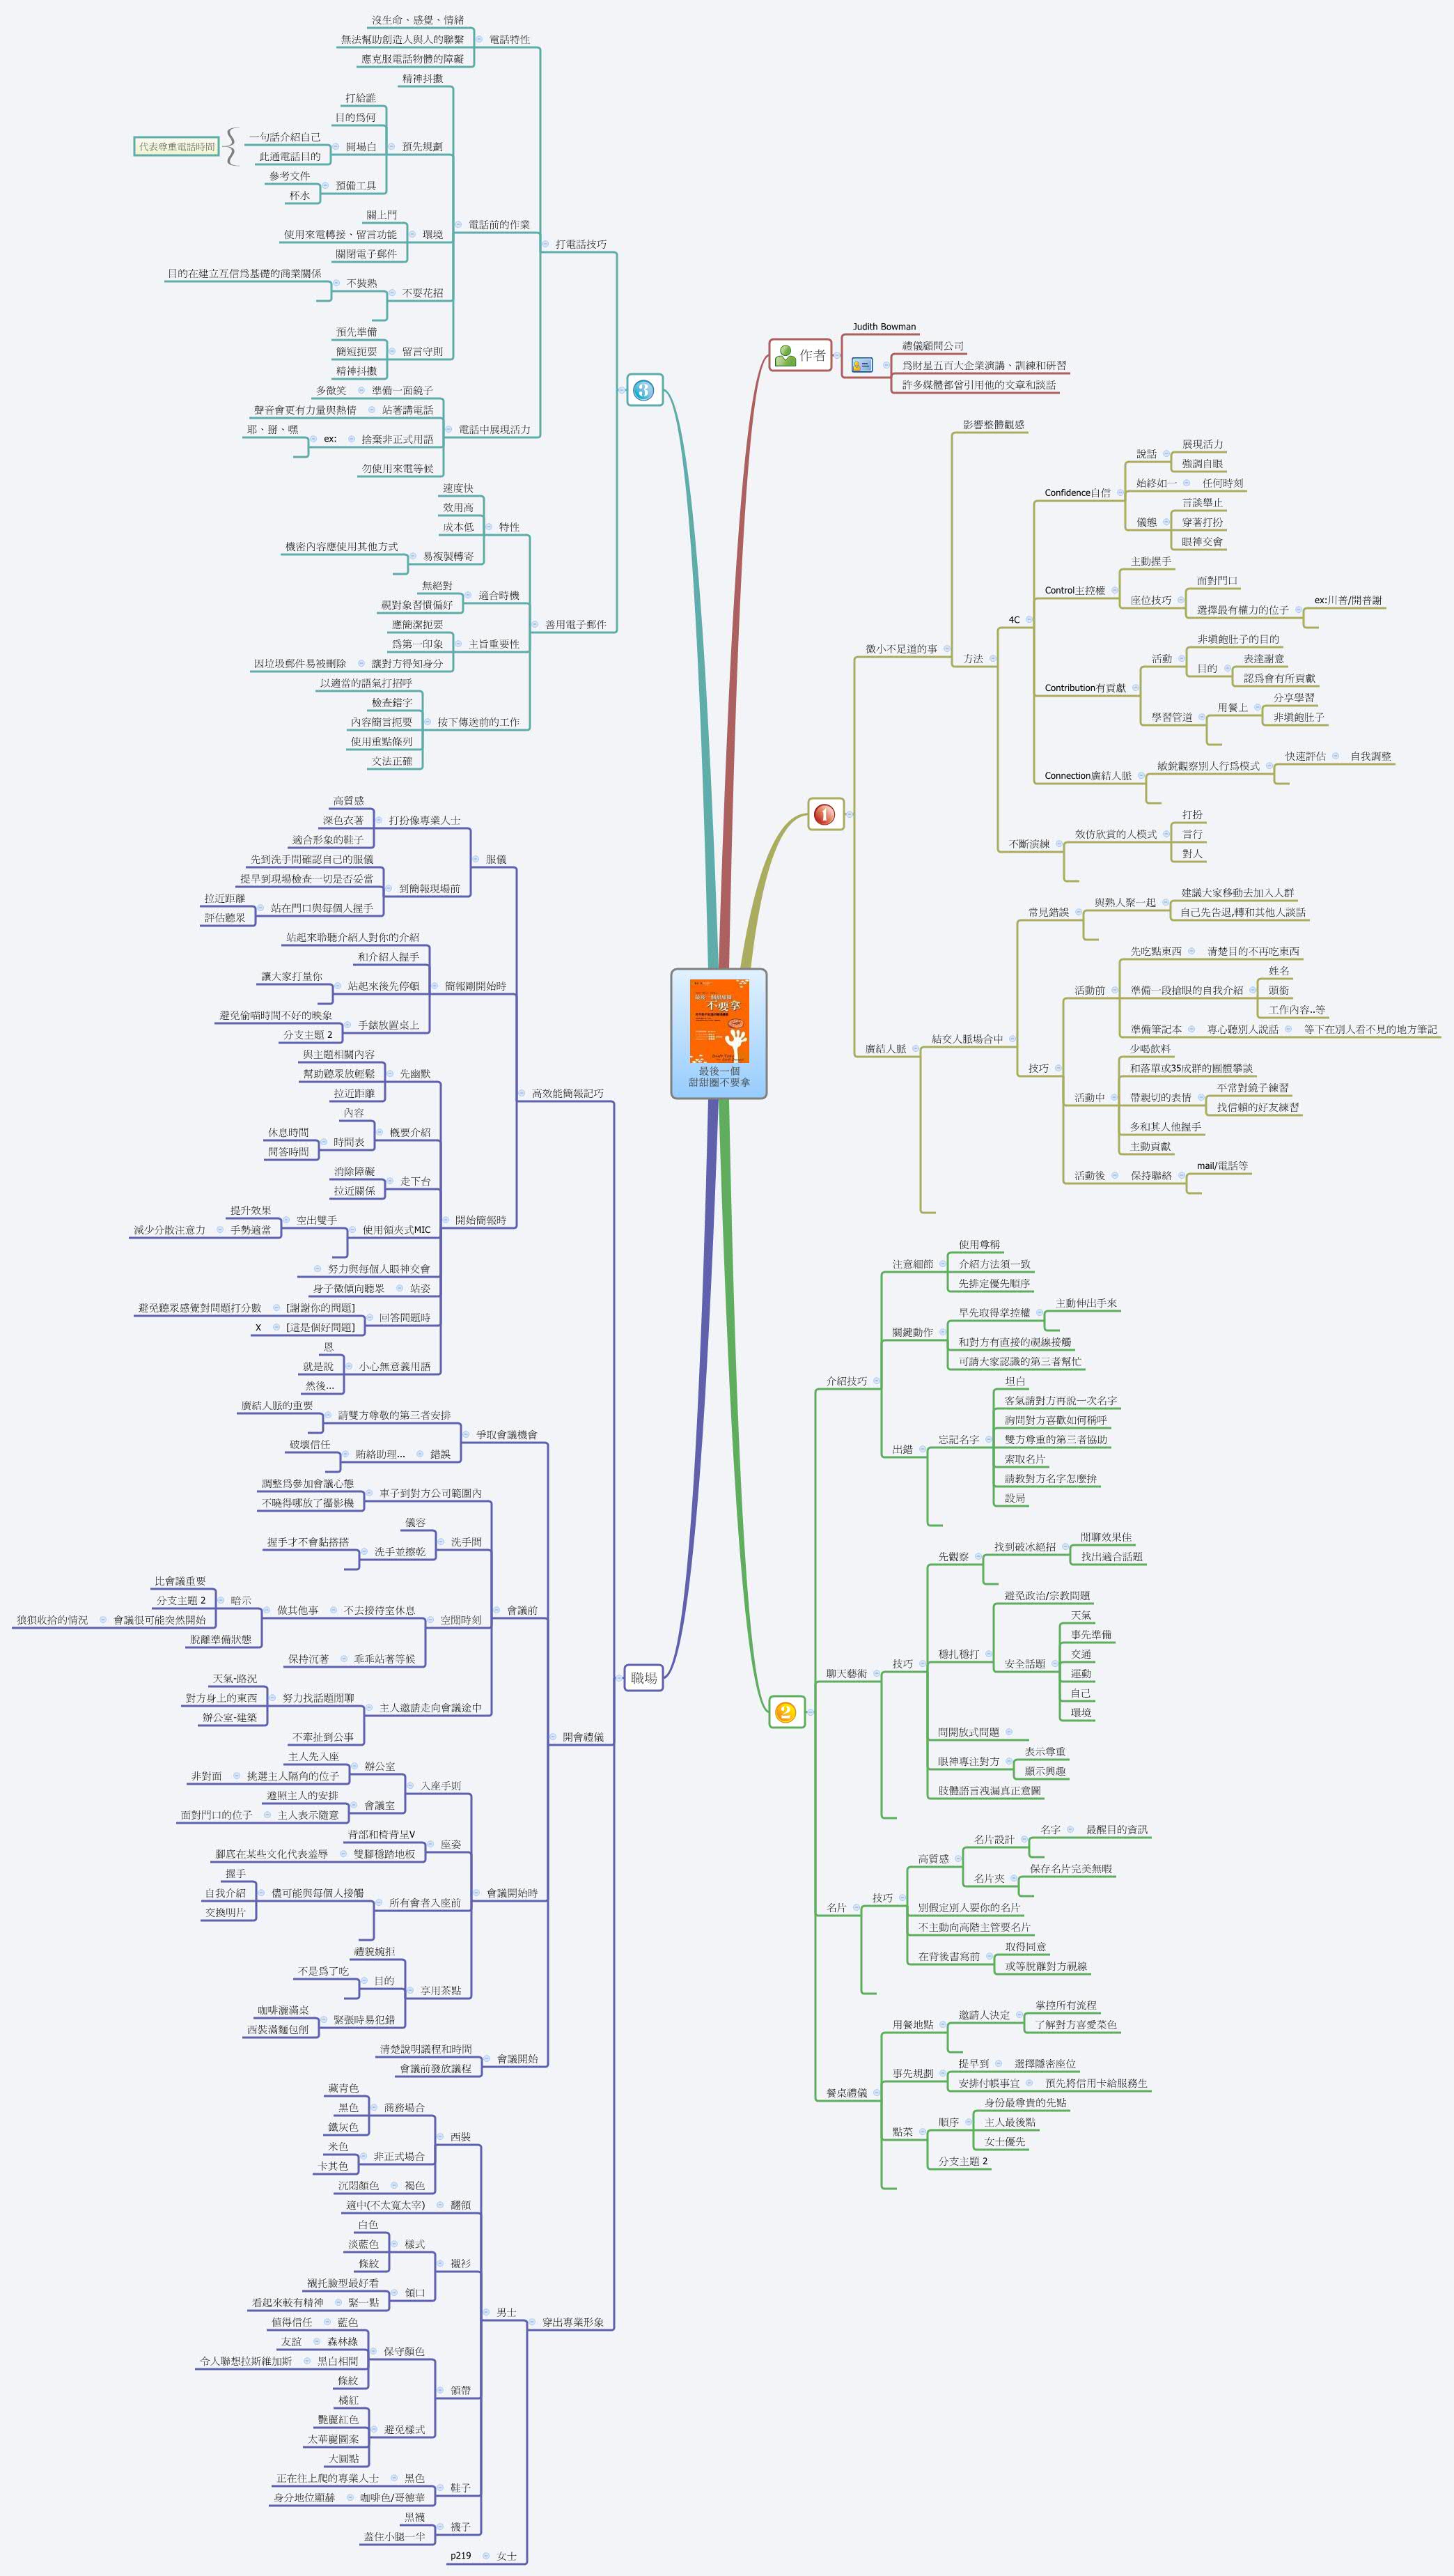 最後一個
甜甜圈不要拿
作者
Judith Bowman
禮儀顧問公司
為財星五百大企業演講、訓練和研習
許多媒體都曾引用他的文章和談話
1
微小不足道的事
影響整體觀感
方法
4C
Confidence自信
說話
展現活力
強調自眼
始終如一
任何時刻
儀態
言談舉止
穿著打扮
眼神交會
Control主控權
主動握手
座位技巧
面對門口
選擇最有權力的位子
ex:川普/開普謝
Contribution有貢獻
活動
非填飽肚子的目的
目的
表達謝意
認為會有所貢獻
學習管道
用餐上
分享學習
非填飽肚子
Connection廣結人脈
敏銳觀察別人行為模式
快速評估
自我調整
不斷演練
效仿欣賞的人模式
打扮
言行
對人
廣結人脈
結交人脈場合中
常見錯誤
與熟人聚一起
建議大家移動去加入人群
自己先告退,轉和其他人談話
技巧
活動前
先吃點東西
清楚目的不再吃東西
準備一段搶眼的自我介紹
姓名
頭銜
工作內容..等
準備筆記本
專心聽別人說話
等下在別人看不見的地方筆記
活動中
少喝飲料
和落單或35成群的團體攀談
帶親切的表情
平常對鏡子練習
找信賴的好友練習
多和其人他握手
主動貢獻
活動後
保持聯絡
mail/電話等
2
介紹技巧
注意細節
使用尊稱
介紹方法須一致
先排定優先順序
關鍵動作
早先取得掌控權
主動伸出手來
和對方有直接的視線接觸
可請大家認識的第三者幫忙
出錯
忘記名字
坦白
客氣請對方再說一次名字
詢問對方喜歡如何稱呼
雙方尊重的第三者協助
索取名片
請教對方名字怎麼拚
設局
聊天藝術
技巧
先觀察
找到破冰絕招
閒聊效果佳
找出適合話題
穩扎穩打
避免政治/宗教問題
安全話題
天氣
事先準備
交通
運動
自己
環境
問開放式問題
眼神專注對方
表示尊重
顯示興趣
肢體語言洩漏真正意圖
名片
技巧
高質感
名片設計
名字
最醒目的資訊
名片夾
保存名片完美無暇
別假定別人要你的名片
不主動向高階主管要名片
在背後書寫前
取得同意
或等脫離對方視線
餐桌禮儀
用餐地點
邀請人決定
掌控所有流程
了解對方喜愛菜色
事先規劃
提早到
選擇隱密座位
安排付帳事宜
預先將信用卡給服務生
點菜
順序
身份最尊貴的先點
主人最後點
女士優先
分支主題 2
3
打電話技巧
電話特性
沒生命、感覺、情緒
無法幫助創造人與人的聯繫
應克服電話物體的障礙
電話前的作業
精神抖擻
預先規劃
打給誰
目的為何
開場白
一句話介紹自己
此通電話目的
代表尊重電話時間
預備工具
參考文件
杯水
環境
關上門
使用來電轉接、留言功能
關閉電子郵件
不耍花招
不裝熟
目的在建立互信為基礎的商業關係
留言守則
預先準備
簡短扼要
精神抖擻
電話中展現活力
準備一面鏡子
多微笑
站著講電話
聲音會更有力量與熱情
捨棄非正式用語
ex:
耶、掰、嘿
勿使用來電等候
善用電子郵件
特性
速度快
效用高
成本低
易複製轉寄
機密內容應使用其他方式
適合時機
無絕對
視對象習慣偏好
主旨重要性
應簡潔扼要
為第一印象
讓對方得知身分
因垃圾郵件易被刪除
按下傳送前的工作
以適當的語氣打招呼
檢查錯字
內容簡言扼要
使用重點條列
文法正確
職場
高效能簡報記巧
服儀
打扮像專業人士
高質感
深色衣著
適合形象的鞋子
到簡報現場前
先到洗手間確認自己的服儀
提早到現場檢查一切是否妥當
站在門口與每個人握手
拉近距離
評估聽眾
簡報剛開始時
站起來聆聽介紹人對你的介紹
和介紹人握手
站起來後先停頓
讓大家打量你
手錶放置桌上
避免偷喵時間不好的映象
分支主題 2
開始簡報時
先幽默
與主題相關內容
幫助聽眾放輕鬆
拉近距離
概要介紹
內容
時間表
休息時間
問答時間
走下台
消除障礙
拉近關係
使用領夾式MIC
空出雙手
提升效果
手勢適當
減少分散注意力
努力與每個人眼神交會
站姿
身子微傾向聽眾
回答問題時
[謝謝你的問題]
避免聽眾感覺對問題打分數
[這是個好問題]
X
小心無意義用語
恩
就是說
然後...
開會禮儀
爭取會議機會
請雙方尊敬的第三者安排
廣結人脈的重要
錯誤
賄絡助理...
破壞信任
會議前
車子到對方公司範圍內
調整為參加會議心態
不曉得哪放了攝影機
洗手間
儀容
洗手並擦乾
握手才不會黏搭搭
空閒時刻
不去接待室休息
做其他事
暗示
比會議重要
分支主題 2
會議很可能突然開始
狼狽收拾的情況
脫離準備狀態
乖乖站著等候
保持沉著
主人邀請走向會議途中
努力找話題閒聊
天氣-路況
對方身上的東西
辦公室-建築
不牽扯到公事
會議開始時
入座手則
辦公室
主人先入座
挑選主人隔角的位子
非對面
會議室
遵照主人的安排
主人表示隨意
面對門口的位子
座姿
背部和椅背呈V
雙腳穩踏地板
腳底在某些文化代表羞辱
所有會者入座前
儘可能與每個人接觸
握手
自我介紹
交換明片
享用茶點
禮貌婉拒
目的
不是為了吃
緊張時易犯錯
咖啡灑滿桌
西裝滿麵包削
會議開始
清楚說明議程和時間
會議前發放議程
穿出專業形象
男士
西裝
商務場合
藏青色
黑色
鐵灰色
非正式場合
米色
卡其色
褐色
沉悶顏色
翻領
適中(不太寬太窄)
襯衫
樣式
白色
淡藍色
條紋
領口
襯托臉型最好看
緊一點
看起來較有精神
領帶
保守顏色
藍色
值得信任
森林綠
友誼
黑白相間
令人聯想拉斯維加斯
條紋
避免樣式
橘紅
艷麗紅色
太華麗圖案
大圓點
鞋子
黑色
正在往上爬的專業人士
咖啡色/哥德華
身分地位顯赫
襪子
黑襪
蓋住小腿一半
女士
p219